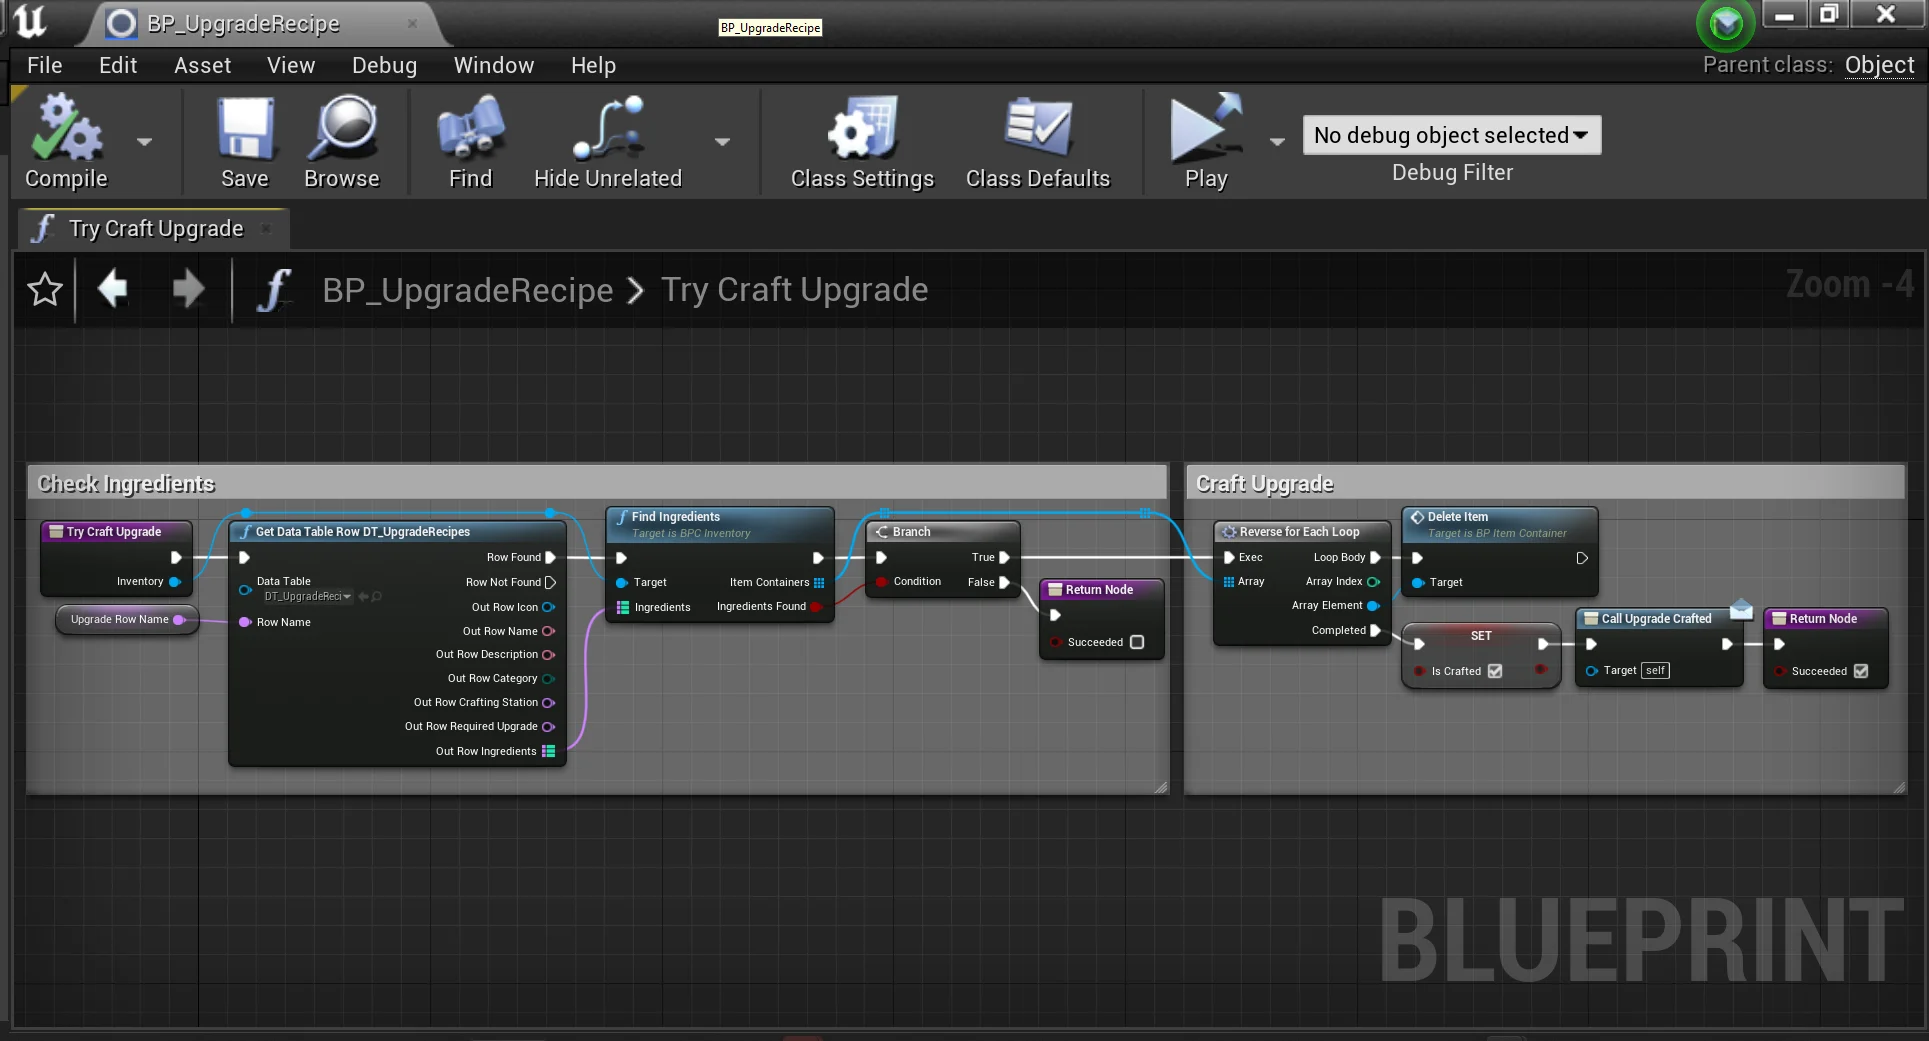 BP_UpgradeRecipe
BP_UpgradeRecipe
File Edit Asset View Debug Window Help
Parent class: Object
Compile Save Browse Find Hide Unrelated Class Settings Class Defaults Play
No debug object selected
Debug Filter
Try Craft Upgrade
BP_UpgradeRecipe > Try Craft Upgrade
Zoom -4
Check Ingredients
Try Craft Upgrade
Inventory
Upgrade Row Name
Get Data Table Row DT_UpgradeRecipes
Row Found
Data Table
DT_UpgradeReci
Row Not Found
Out Row Icon
Row Name
Out Row Name
Out Row Description
Out Row Category
Out Row Crafting Station
Out Row Required Upgrade
Out Row Ingredients
Find Ingredients
Target is BPC Inventory
Target
Item Containers
Ingredients
Ingredients Found
Branch
True
Condition
False
Return Node
Succeeded
Craft Upgrade
Reverse for Each Loop
Exec
Loop Body
Array
Array Index
Array Element
Completed
Delete Item
Target is BP Item Container
Target
SET
Is Crafted
Call Upgrade Crafted
Target self
Return Node
Succeeded
BLUEPRINT